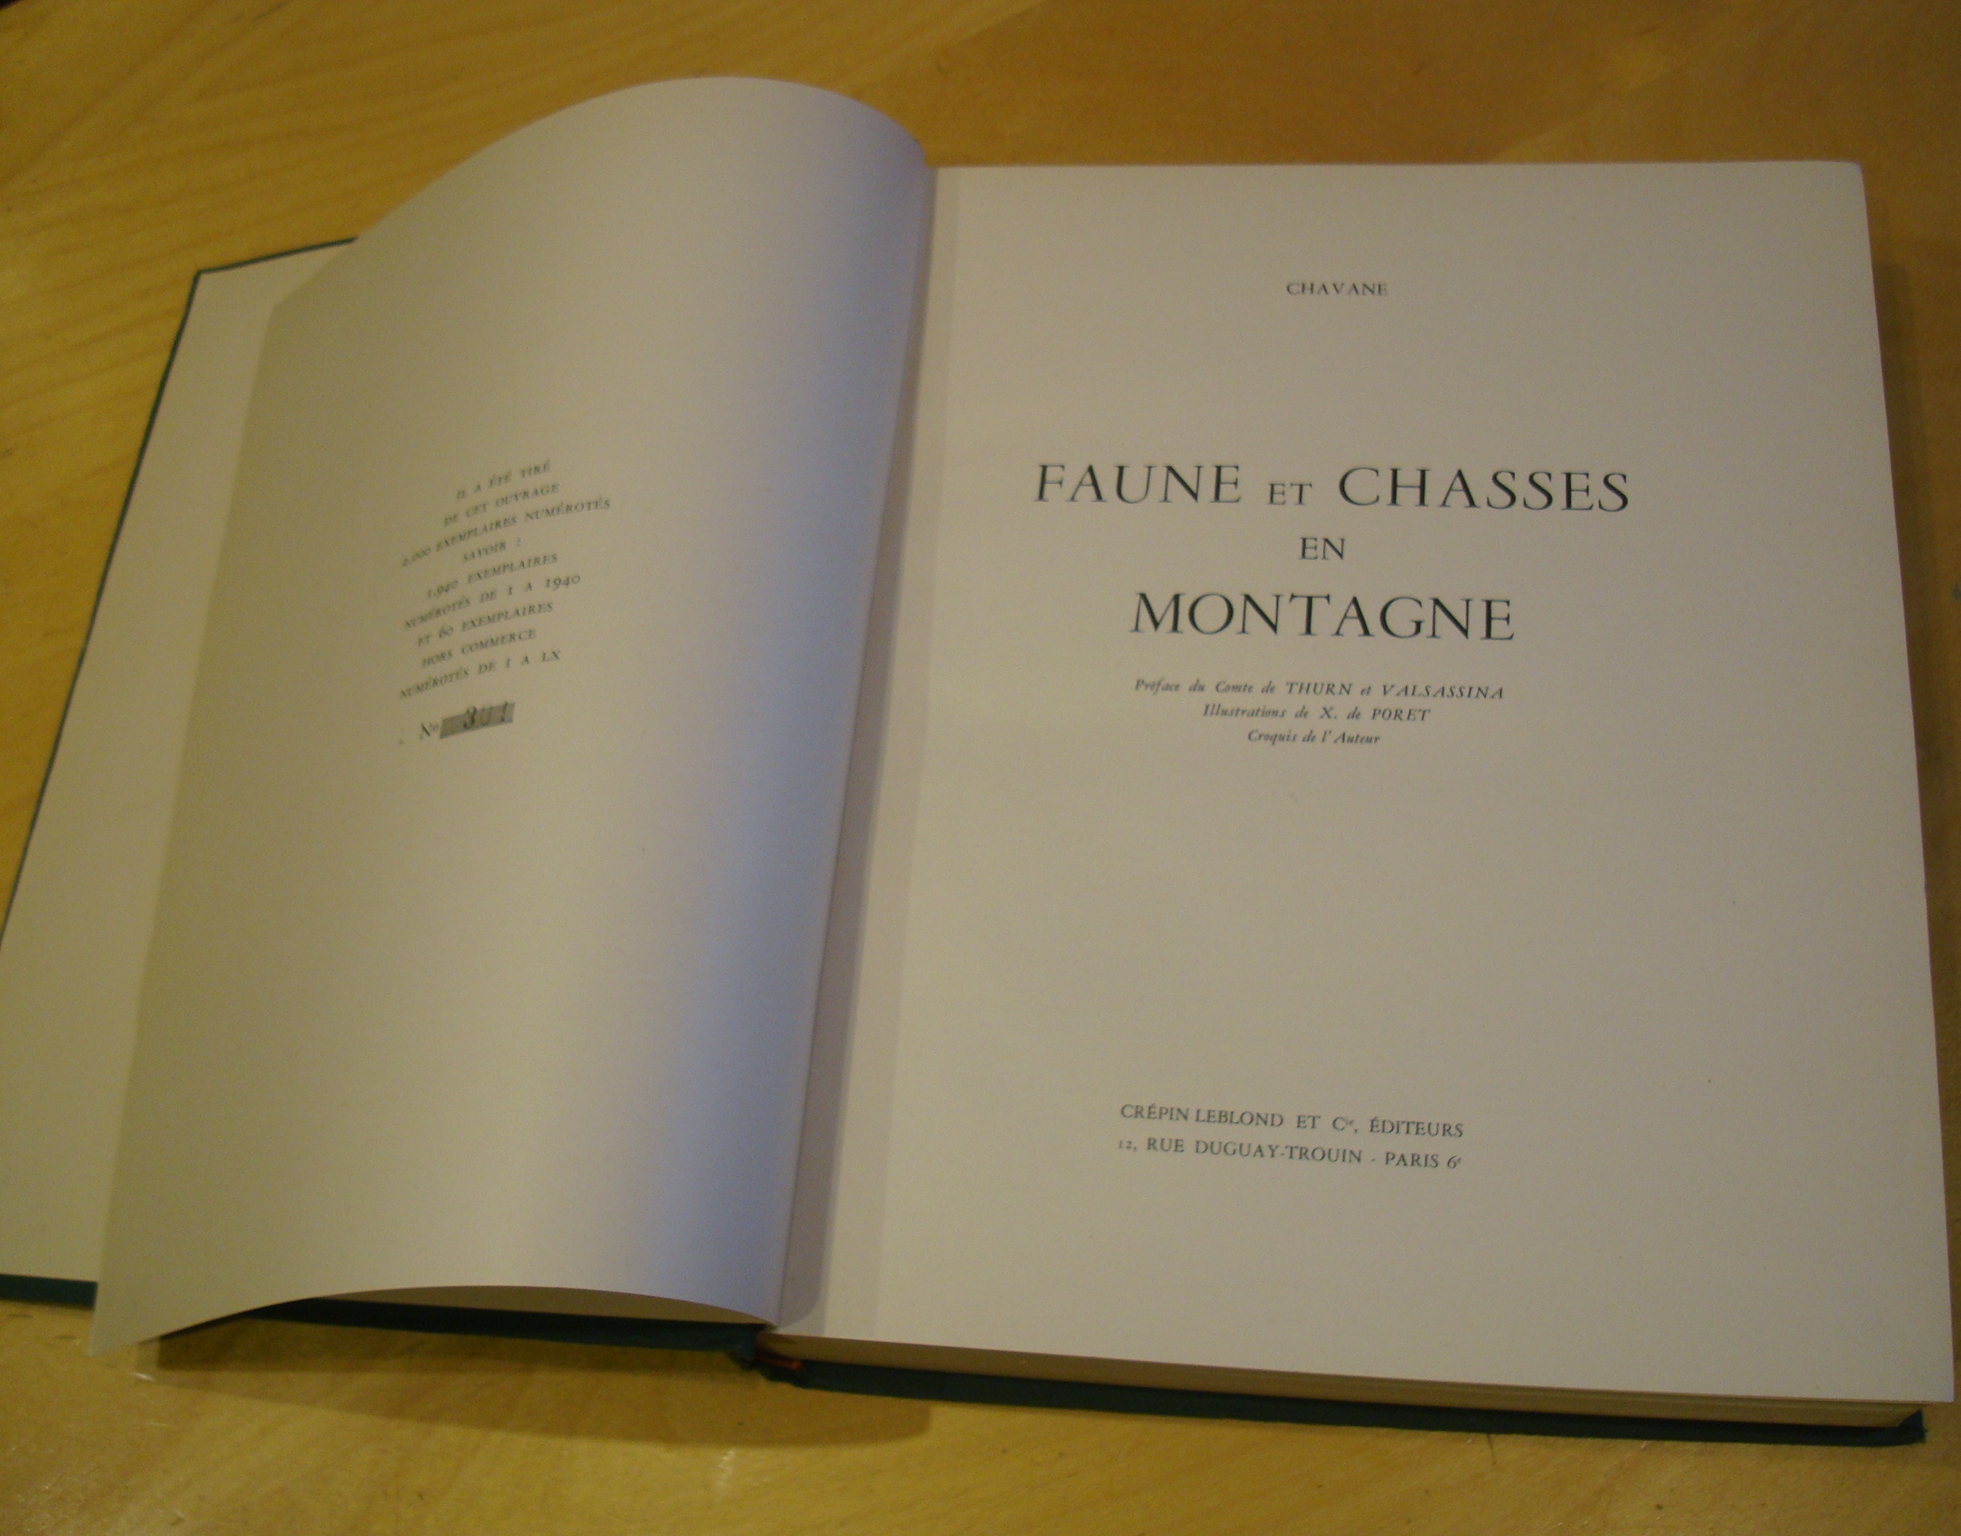 IL A ÉTÉ TIRÉ
DE CET OUVRAGE
2.000 EXEMPLAIRES NUMÉROTÉS
SAVOIR :
1.940 EXEMPLAIRES
NUMÉROTÉS DE 1 A 1940
ET 60 EXEMPLAIRES
HORS COMMERCE
NUMÉROTÉS DE I A LX
No
CHAVANE
FAUNE ET CHASSES
EN
MONTAGNE
Préface du Comte de THURN et VALSASSINA
Illustrations de X. de PORET
Croquis de l'Auteur
CRÉPIN LEBLOND ET Cie, ÉDITEURS
12, RUE DUGUAY-TROUIN - PARIS 6e